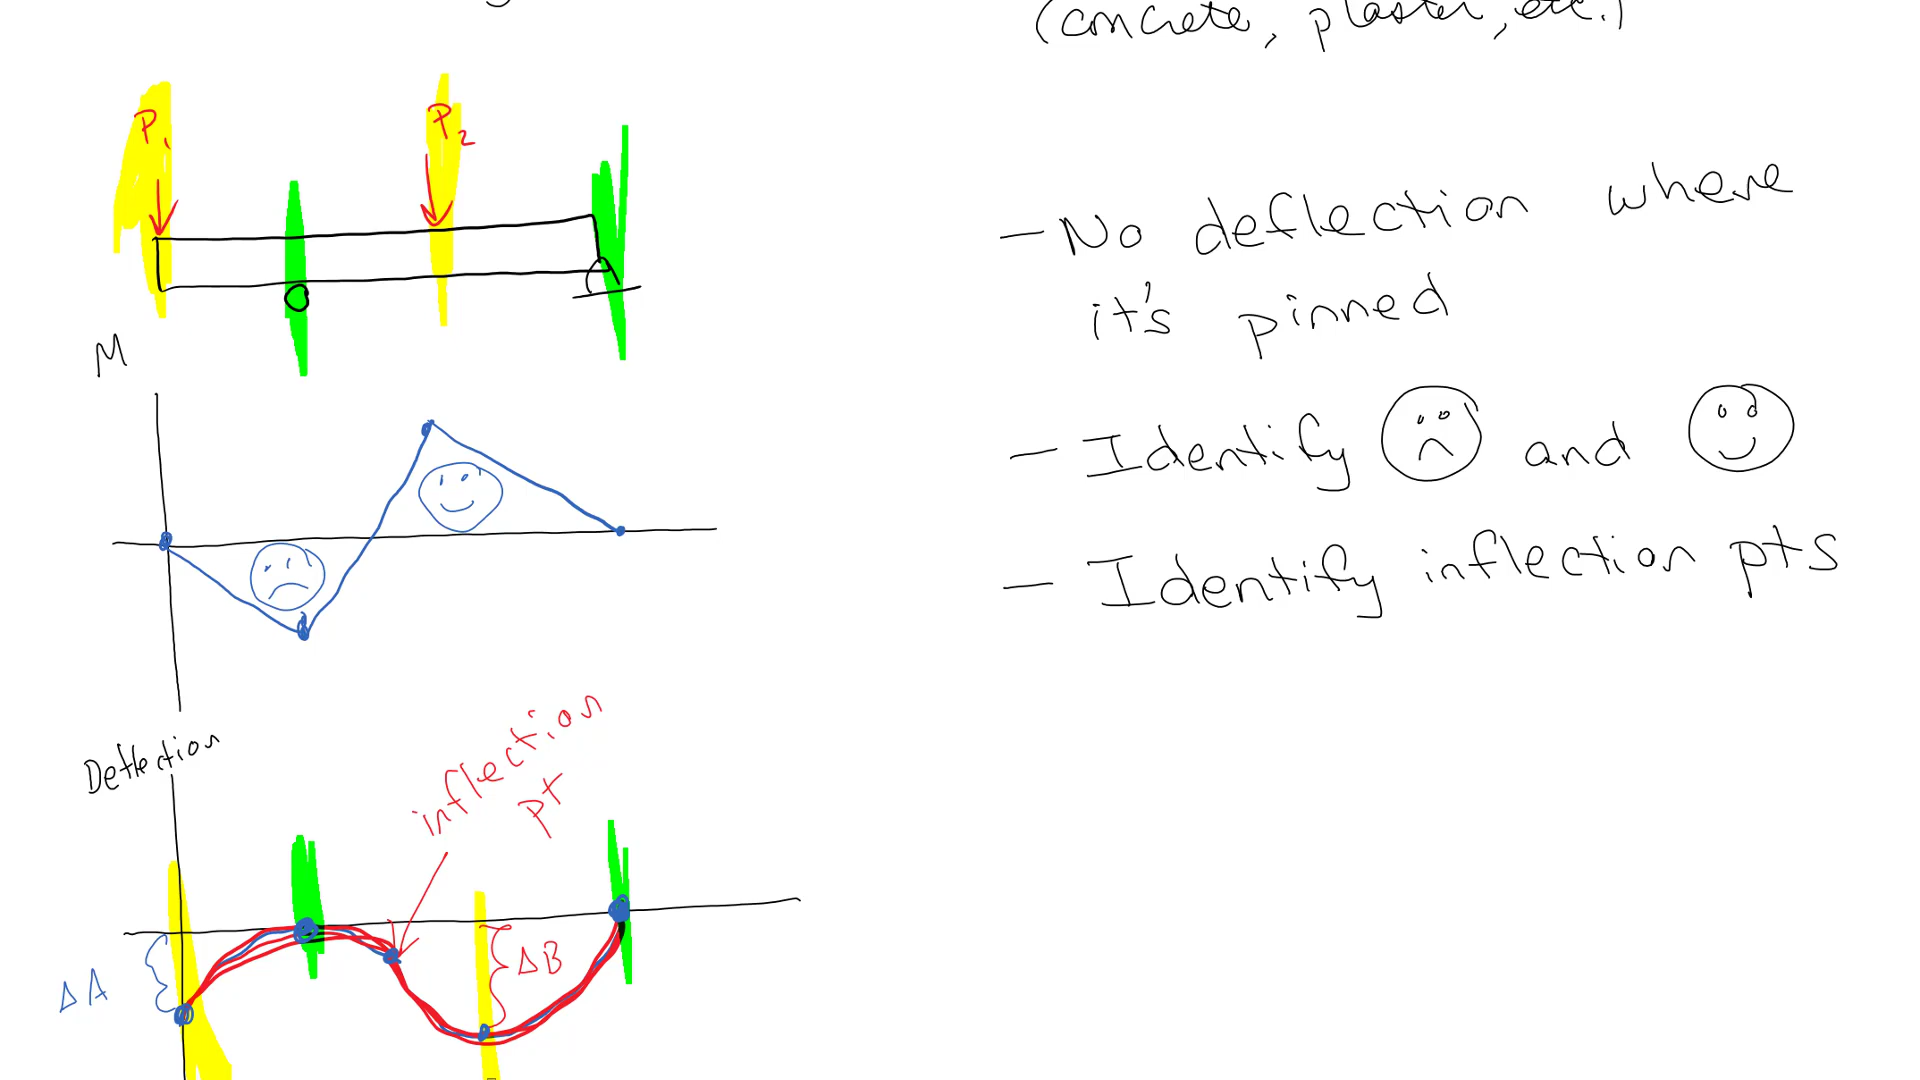 (concrete, plaster, etc.)
P1
P2
M
- No deflection where
it's pinned
- Identify and
- Identify inflection pts
Deflection
inflection
pt
ΔA
ΔB